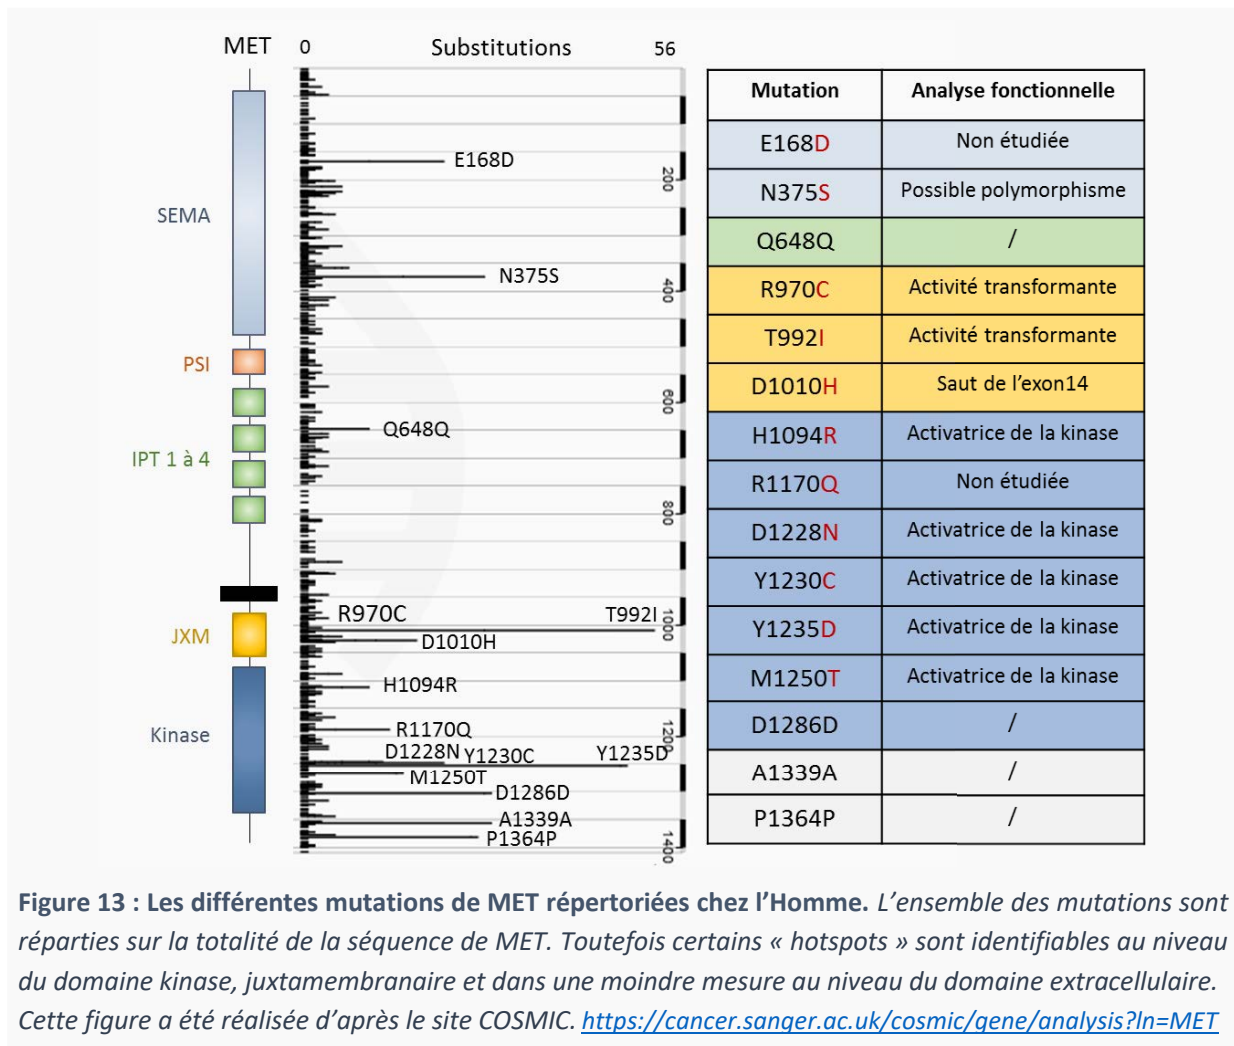 MET 0 Substitutions 56
SEMA
PSI
IPT 1 à 4
JXM
Kinase
E168D
N375S
Q648Q
R970C
T992I
D1010H
H1094R
R1170Q
D1228N
Y1230C
Y1235D
M1250T
D1286D
A1339A
P1364P
200
400
600
800
1000
1200
1400
Mutation Analyse fonctionnelle
E168D Non étudiée
N375S Possible polymorphisme
Q648Q /
R970C Activité transformante
T992I Activité transformante
D1010H Saut de l’exon14
H1094R Activatrice de la kinase
R1170Q Non étudiée
D1228N Activatrice de la kinase
Y1230C Activatrice de la kinase
Y1235D Activatrice de la kinase
M1250T Activatrice de la kinase
D1286D /
A1339A /
P1364P /
Figure 13 : Les différentes mutations de MET répertoriées chez l’Homme. L’ensemble des mutations sont
réparties sur la totalité de la séquence de MET. Toutefois certains « hotspots » sont identifiables au niveau
du domaine kinase, juxtamembranaire et dans une moindre mesure au niveau du domaine extracellulaire.
Cette figure a été réalisée d’après le site COSMIC. https://cancer.sanger.ac.uk/cosmic/gene/analysis?ln=MET